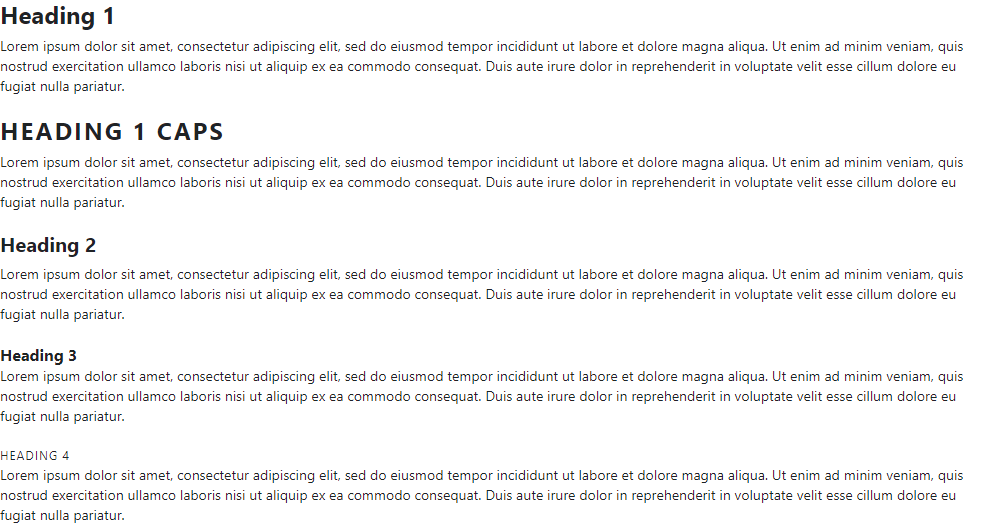 Heading 1
Lorem ipsum dolor sit amet, consectetur adipiscing elit, sed do eiusmod tempor incididunt ut labore et dolore magna aliqua. Ut enim ad minim veniam, quis
nostrud exercitation ullamco laboris nisi ut aliquip ex ea commodo consequat. Duis aute irure dolor in reprehenderit in voluptate velit esse cillum dolore eu
fugiat nulla pariatur.
HEADING 1 CAPS
Lorem ipsum dolor sit amet, consectetur adipiscing elit, sed do eiusmod tempor incididunt ut labore et dolore magna aliqua. Ut enim ad minim veniam, quis
nostrud exercitation ullamco laboris nisi ut aliquip ex ea commodo consequat. Duis aute irure dolor in reprehenderit in voluptate velit esse cillum dolore eu
fugiat nulla pariatur.
Heading 2
Lorem ipsum dolor sit amet, consectetur adipiscing elit, sed do eiusmod tempor incididunt ut labore et dolore magna aliqua. Ut enim ad minim veniam, quis
nostrud exercitation ullamco laboris nisi ut aliquip ex ea commodo consequat. Duis aute irure dolor in reprehenderit in voluptate velit esse cillum dolore eu
fugiat nulla pariatur.
Heading 3
Lorem ipsum dolor sit amet, consectetur adipiscing elit, sed do eiusmod tempor incididunt ut labore et dolore magna aliqua. Ut enim ad minim veniam, quis
nostrud exercitation ullamco laboris nisi ut aliquip ex ea commodo consequat. Duis aute irure dolor in reprehenderit in voluptate velit esse cillum dolore eu
fugiat nulla pariatur.
HEADING 4
Lorem ipsum dolor sit amet, consectetur adipiscing elit, sed do eiusmod tempor incididunt ut labore et dolore magna aliqua. Ut enim ad minim veniam, quis
nostrud exercitation ullamco laboris nisi ut aliquip ex ea commodo consequat. Duis aute irure dolor in reprehenderit in voluptate velit esse cillum dolore eu
fugiat nulla pariatur.